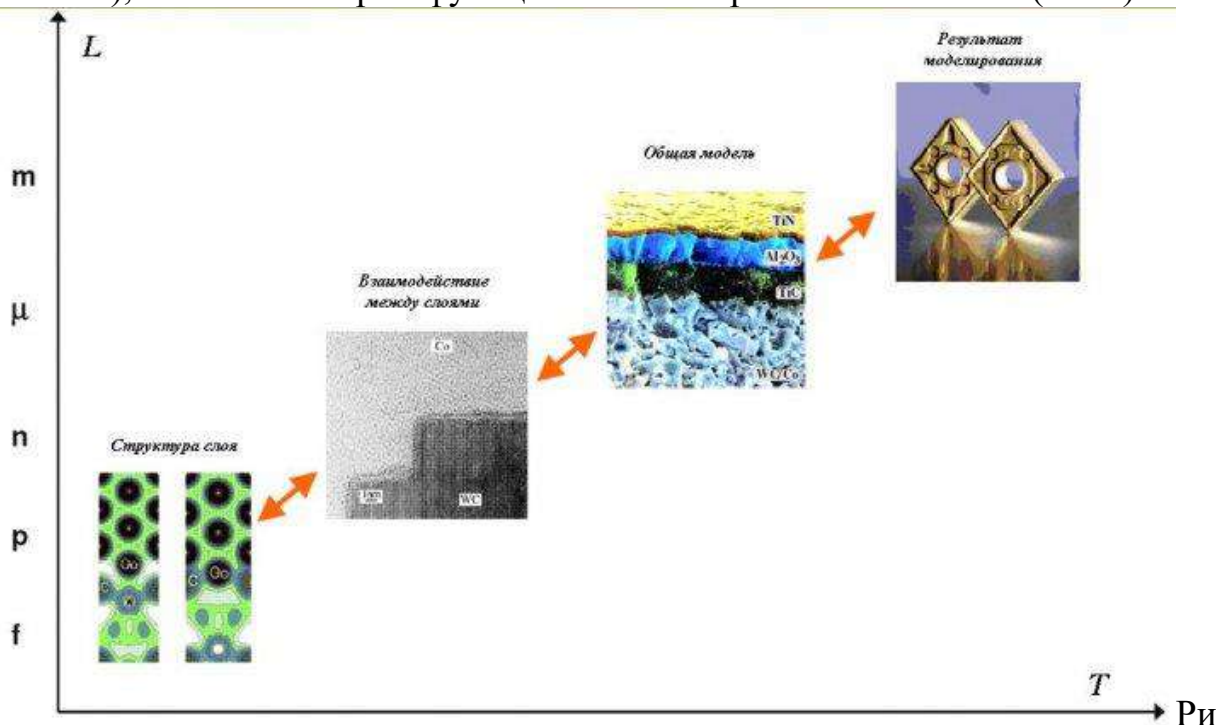 L
Результат
моделирования
Общая модель
m
TiN
Al₂O₃
TiC
WC/Co
Взаимодействие
между слоями
μ
Co
1нм
WC
n
Структура слоя
p
Co
C
Co
W
f
T
Ри